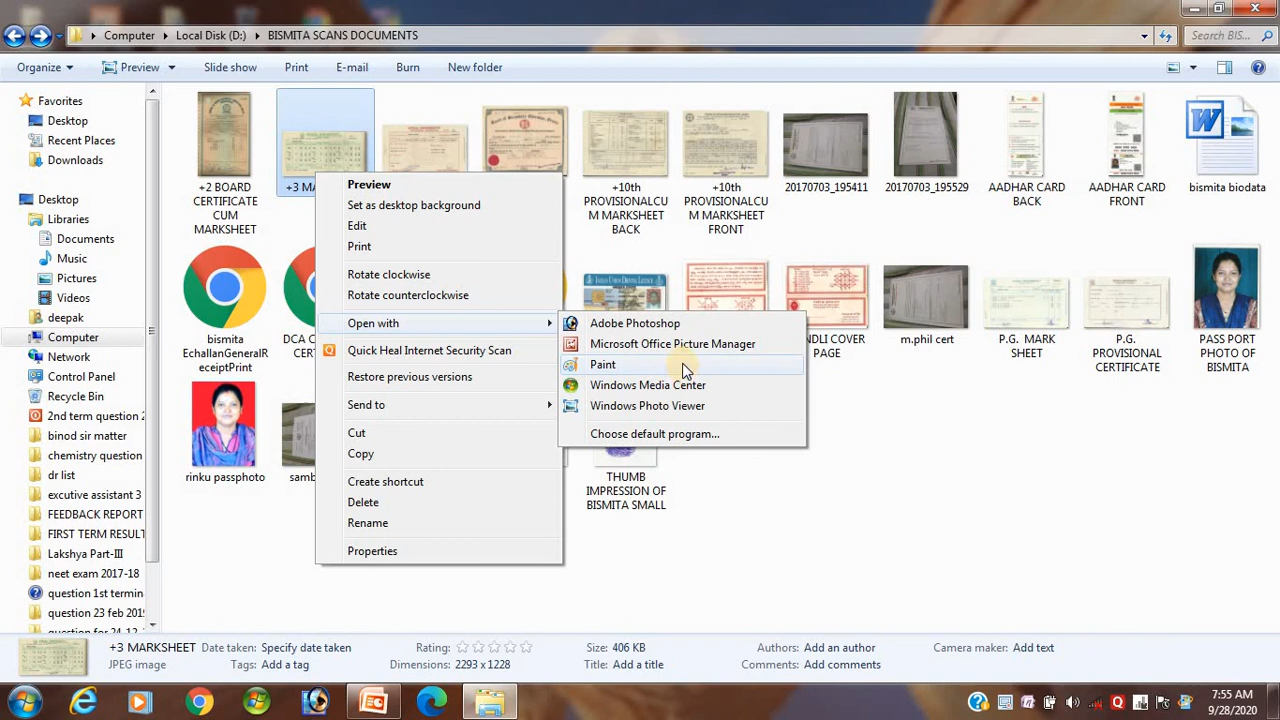 Computer Local Disk (D:) BISMITA SCANS DOCUMENTS Search BIS...
Organize Preview Slide show Print E-mail Burn New folder
Favorites
Desktop
Recent Places
Downloads
Desktop
Libraries
Documents
Music
Pictures
Videos
deepak
Computer
Network
Control Panel
Recycle Bin
2nd term question 2
binod sir matter
chemistry question
dr list
excutive assistant 3
FEEDBACK REPORT
FIRST TERM RESULT
Lakshya Part-III
neet exam 2017-18
question 1st termin
question 23 feb 2019
question for 24-12-
+2 BOARD
CERTIFICATE
CUM
MARKSHEET
+3 MA
+10th
PROVISIONALCU
M MARKSHEET
BACK
+10th
PROVISIONALCU
M MARKSHEET
FRONT
20170703_195411
20170703_195529
AADHAR CARD
BACK
AADHAR CARD
FRONT
bismita biodata
bismita
EchallanGeneralR
eceiptPrint
DCA C
NDLI COVER
PAGE
m.phil cert
P.G. MARK
SHEET
P.G.
PROVISIONAL
CERTIFICATE
PASS PORT
PHOTO OF
BISMITA
rinku passphoto
samb
THUMB
IMPRESSION OF
BISMITA SMALL
Preview
Set as desktop background
Edit
Print
Rotate clockwise
Rotate counterclockwise
Open with
Quick Heal Internet Security Scan
Restore previous versions
Send to
Cut
Copy
Create shortcut
Delete
Rename
Properties
Adobe Photoshop
Microsoft Office Picture Manager
Paint
Windows Media Center
Windows Photo Viewer
Choose default program...
+3 MARKSHEET Date taken: Specify date taken Rating: Size: 406 KB Authors: Add an author Camera maker: Add text
JPEG image Tags: Add a tag Dimensions: 2293 x 1228 Title: Add a title Comments: Add comments
7:55 AM
9/28/2020